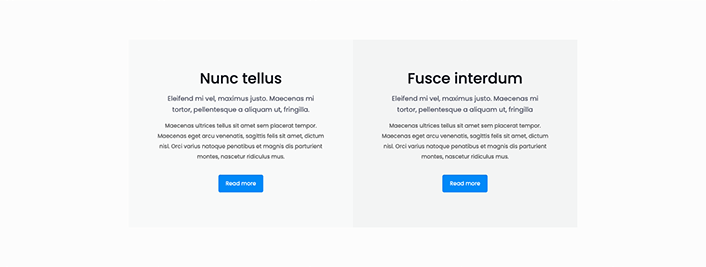 Nunc tellus
Eleifend mi vel, maximus justo. Maecenas mi
tortor, pellentesque a aliquam ut, fringilla.
Maecenas ultrices tellus sit amet sem placerat tempor.
Maecenas eget arcu venenatis, sagittis felis sit amet, dictum
nisl. Orci varius natoque penatibus et magnis dis parturient
montes, nascetur ridiculus mus.
Read more
Fusce interdum
Eleifend mi vel, maximus justo. Maecenas mi
tortor, pellentesque a aliquam ut, fringilla
Maecenas ultrices tellus sit amet sem placerat tempor.
Maecenas eget arcu venenatis, sagittis felis sit amet, dictum
nisl. Orci varius natoque penatibus et magnis dis parturient
montes, nascetur ridiculus mus.
Read more